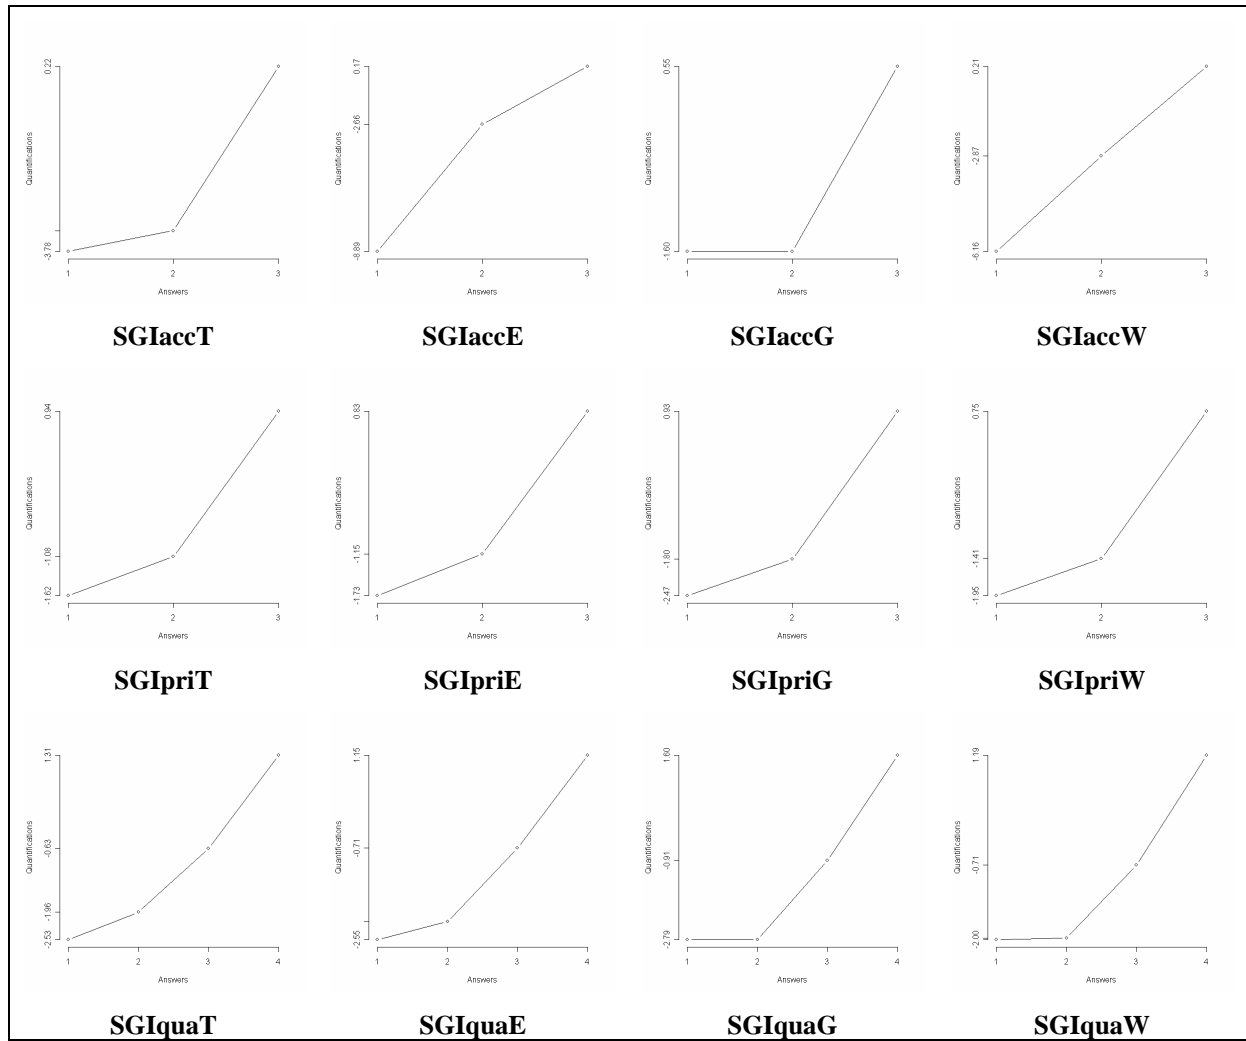 0.22
-3.78
Quantifications
1 2 3
Answers
SGIaccT
0.17
-2.66
-8.89
Quantifications
1 2 3
Answers
SGIaccE
0.55
-1.60
Quantifications
1 2 3
Answers
SGIaccG
0.21
-2.87
-6.16
Quantifications
1 2 3
Answers
SGIaccW
0.94
-1.08
-1.62
Quantifications
1 2 3
Answers
SGIpriT
0.83
-1.15
-1.73
Quantifications
1 2 3
Answers
SGIpriE
0.93
-1.80
-2.47
Quantifications
1 2 3
Answers
SGIpriG
0.75
-1.41
-1.95
Quantifications
1 2 3
Answers
SGIpriW
1.31
-0.63
-1.96
-2.53
Quantifications
1 2 3 4
Answers
SGIquaT
1.15
-0.71
-2.55
Quantifications
1 2 3 4
Answers
SGIquaE
1.60
-0.91
-2.79
Quantifications
1 2 3 4
Answers
SGIquaG
1.19
-0.71
-2.00
Quantifications
1 2 3 4
Answers
SGIquaW